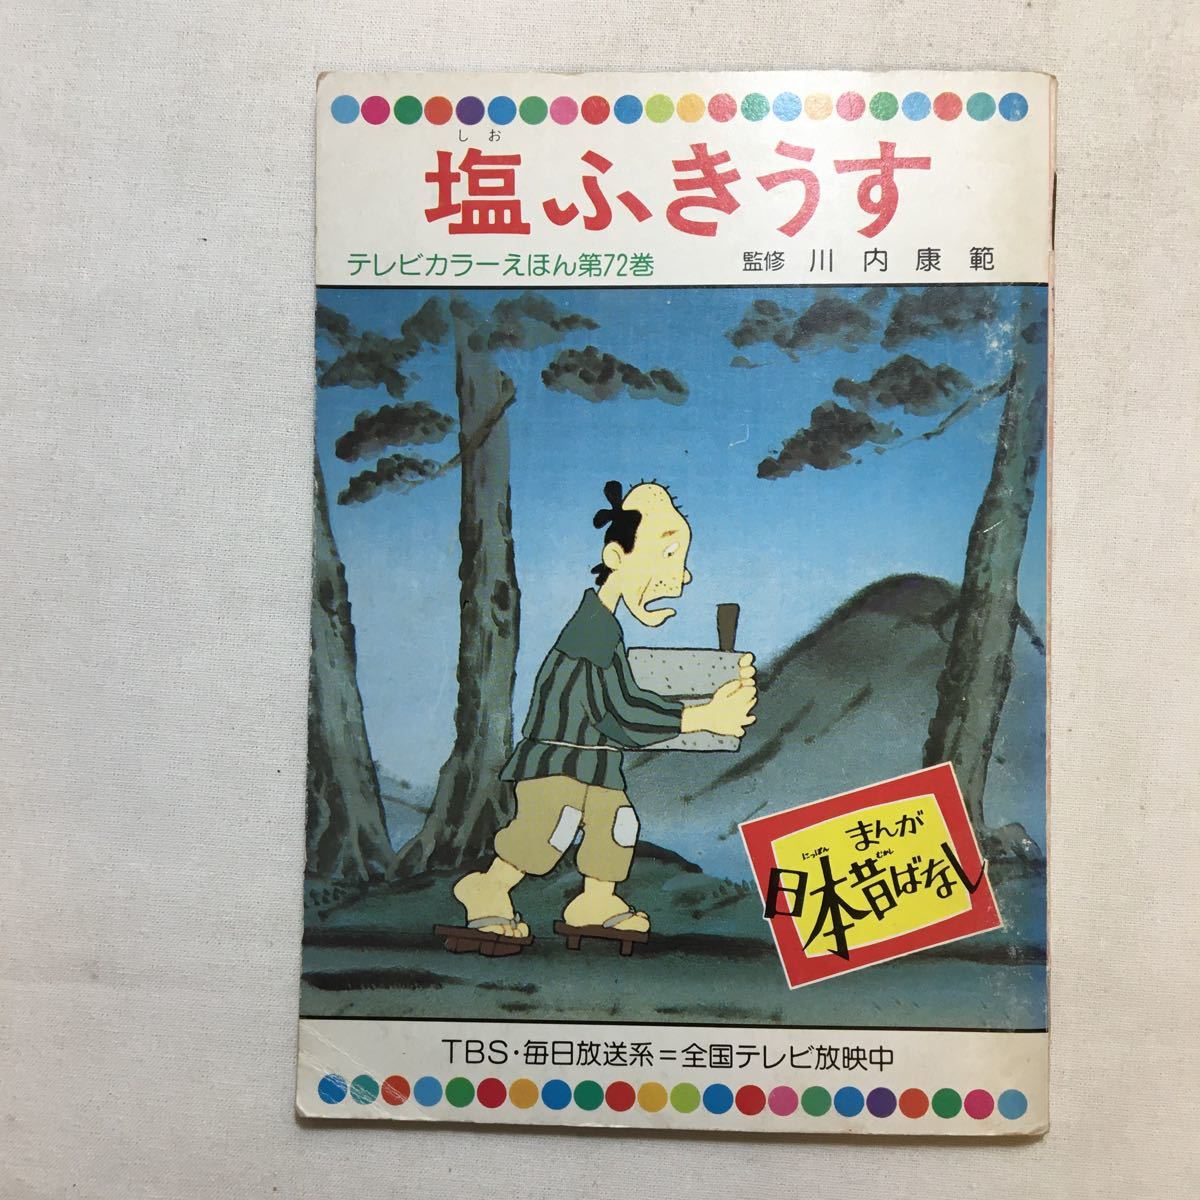 しお
塩ふきうす
テレビカラーえほん第72巻 監修 川内康範
まんが
にっぽん むかし
日本昔ばなし
TBS・毎日放送系=全国テレビ放映中